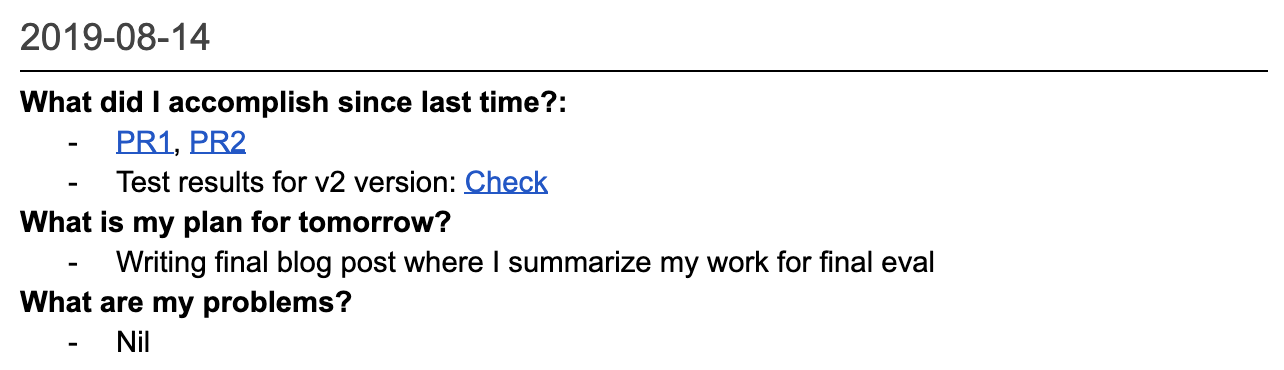 2019-08-14
What did I accomplish since last time?:
- PR1, PR2
- Test results for v2 version: Check
What is my plan for tomorrow?
- Writing final blog post where I summarize my work for final eval
What are my problems?
- Nil